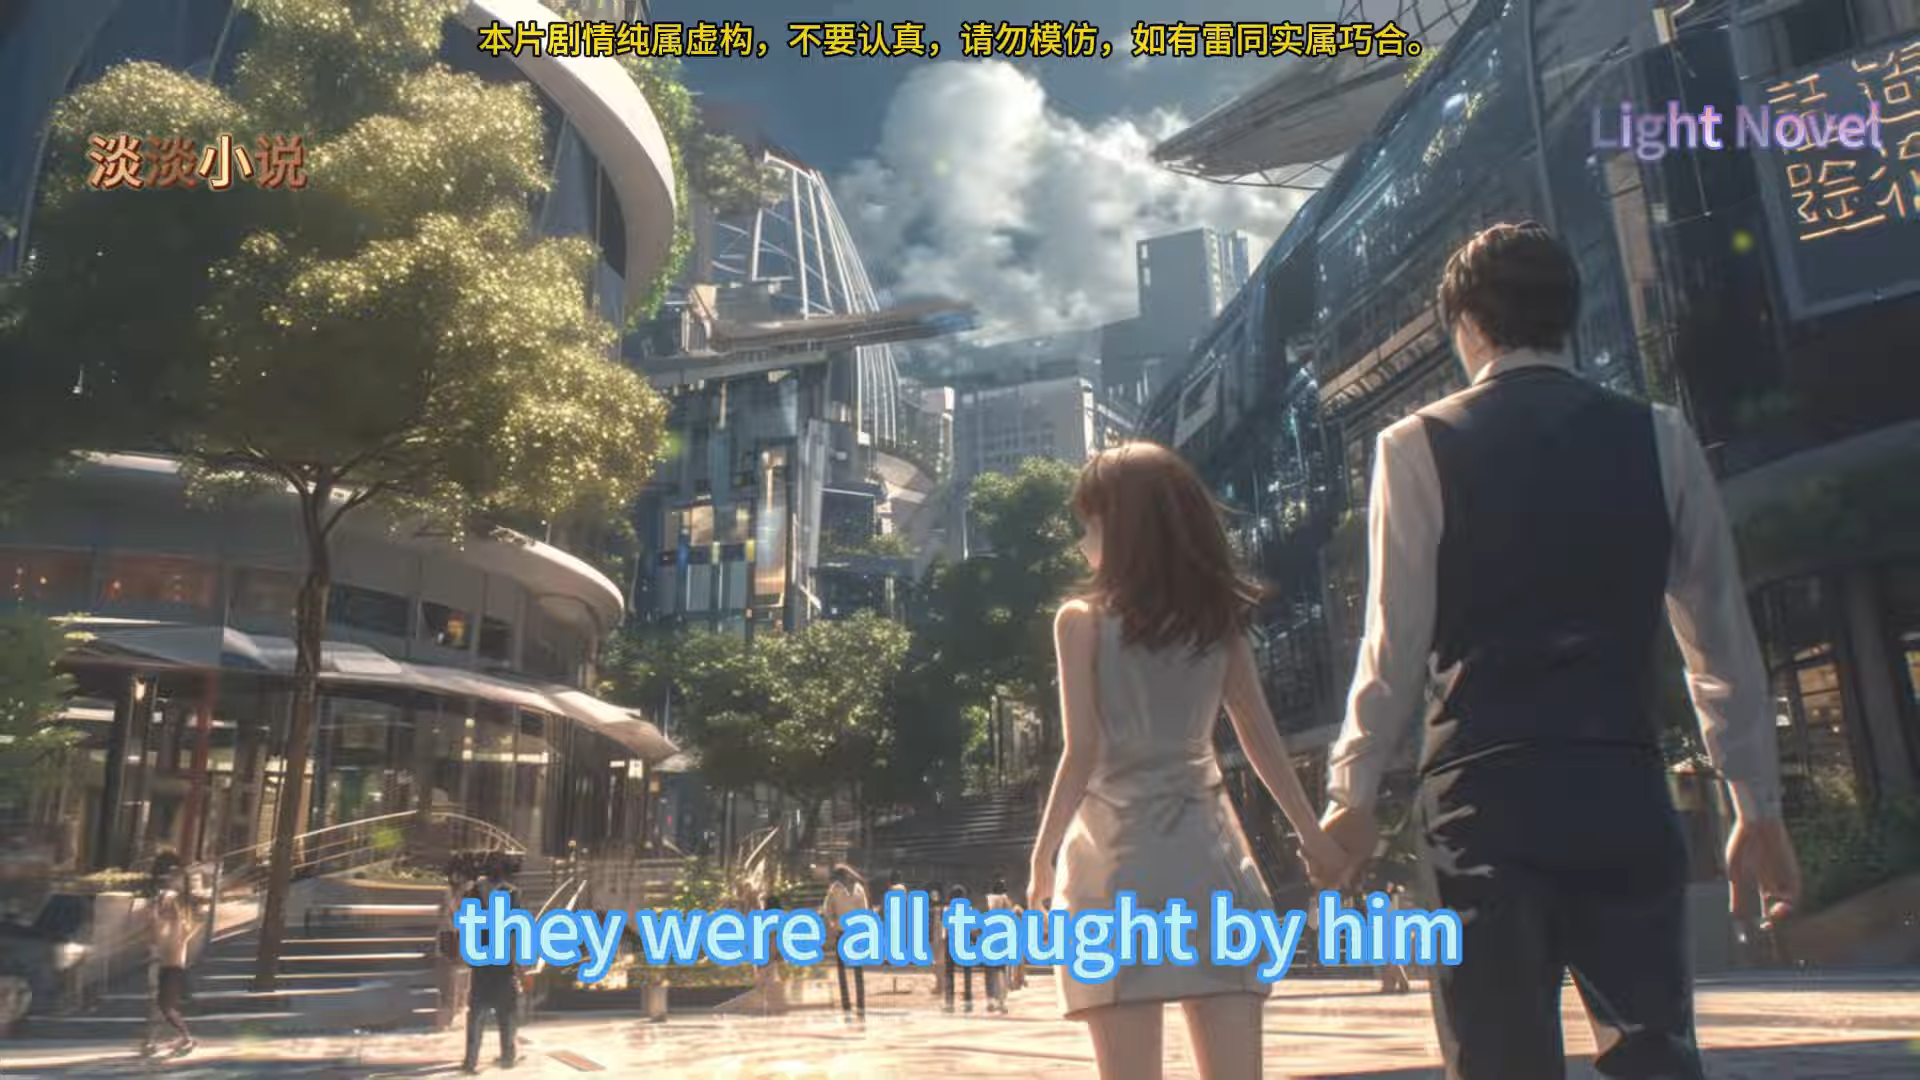 本片剧情纯属虚构，不要认真，请勿模仿，如有雷同实属巧合。
淡淡小说
Light Novel
they were all taught by him